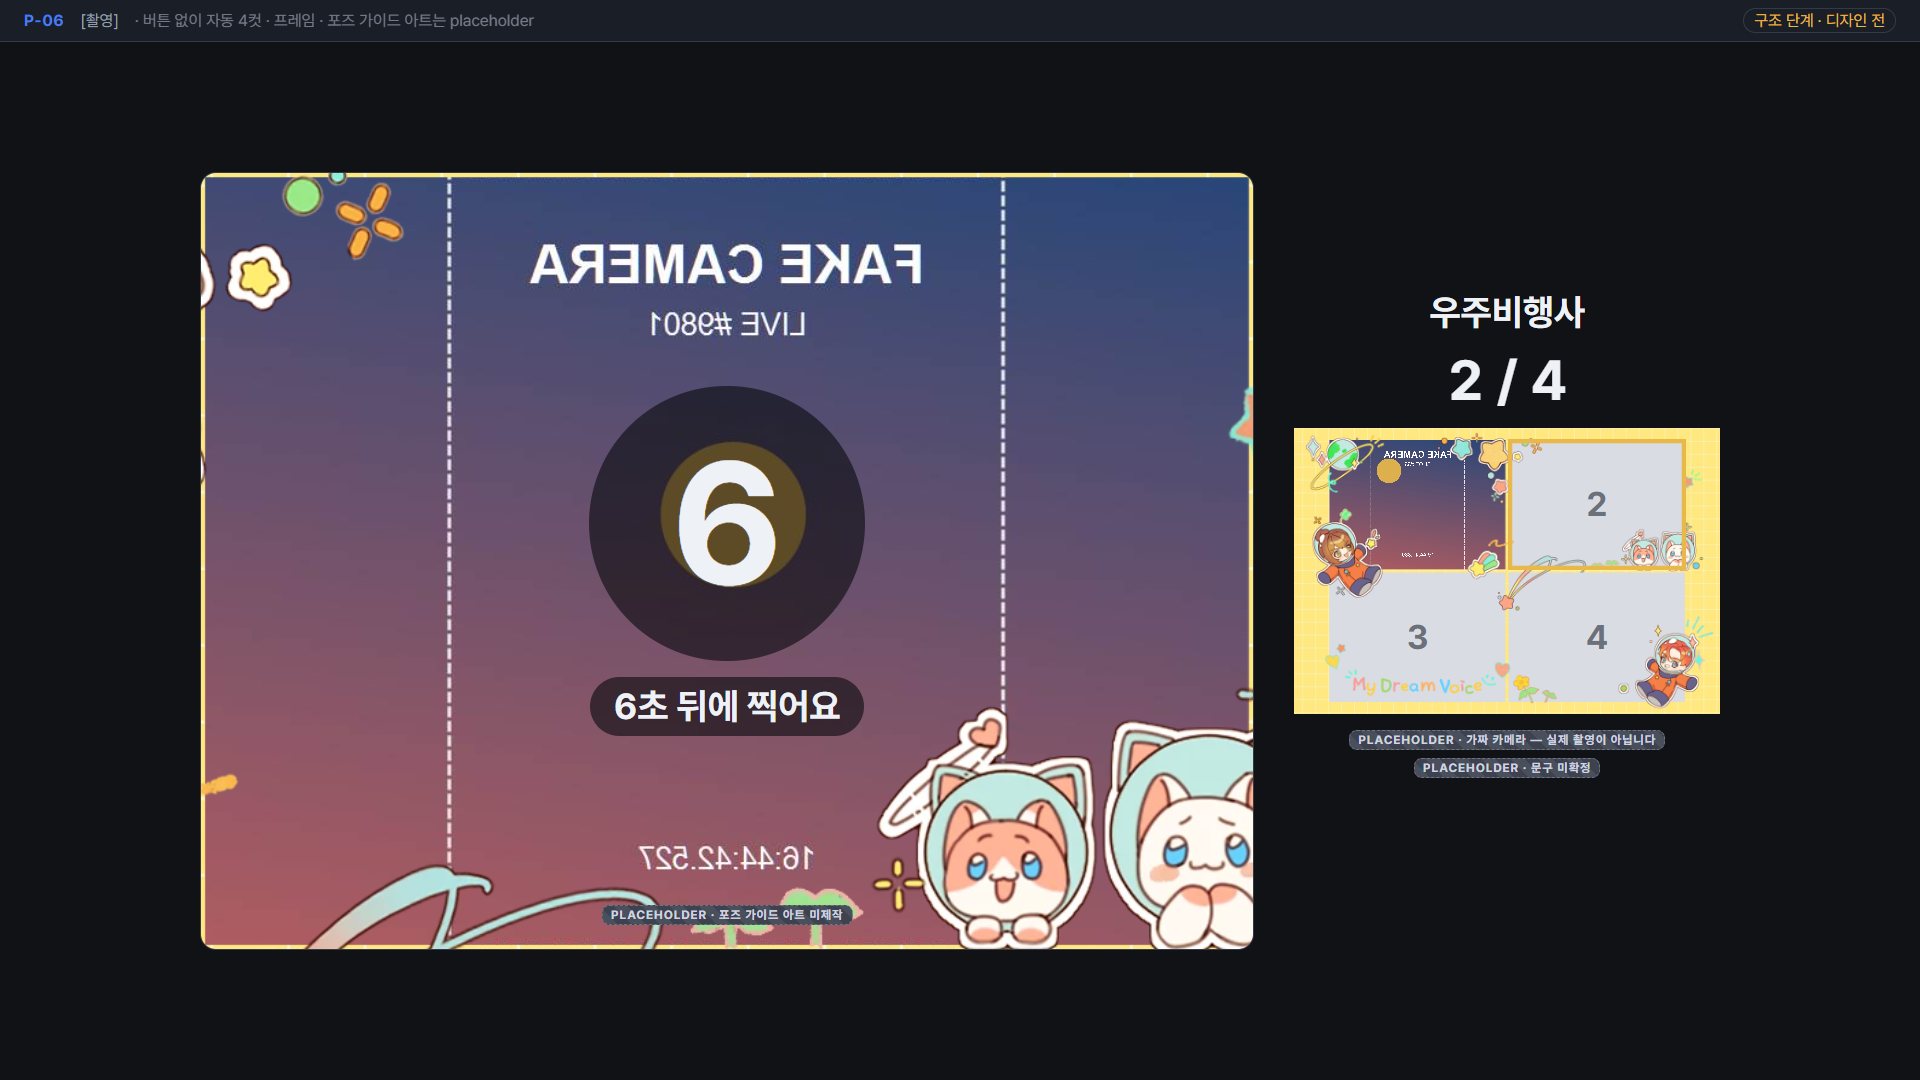 P-06 [촬영] · 버튼 없이 자동 4컷 · 프레임 · 포즈 가이드 아트는 placeholder
구조 단계 · 디자인 전
FAKE CAMERA
LIVE #9801
6
6초 뒤에 찍어요
16:44:42.527
PLACEHOLDER · 포즈 가이드 아트 미제작
우주비행사
2 / 4
FAKE CAMERA
2
3
4
My Dream Voice
PLACEHOLDER · 가짜 카메라 — 실제 촬영이 아닙니다
PLACEHOLDER · 문구 미확정